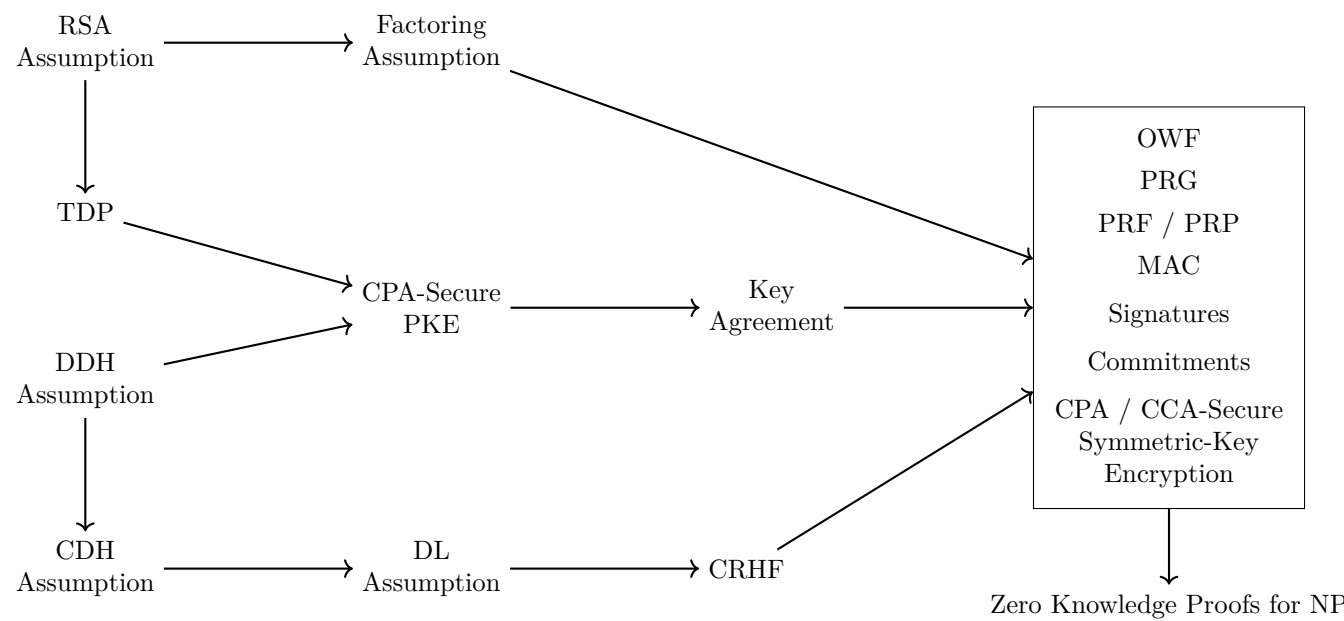 RSA
Assumption
Factoring
Assumption
TDP
CPA-Secure
PKE
Key
Agreement
DDH
Assumption
CDH
Assumption
DL
Assumption
CRHF
OWF
PRG
PRF / PRP
MAC
Signatures
Commitments
CPA / CCA-Secure
Symmetric-Key
Encryption
Zero Knowledge Proofs for NP